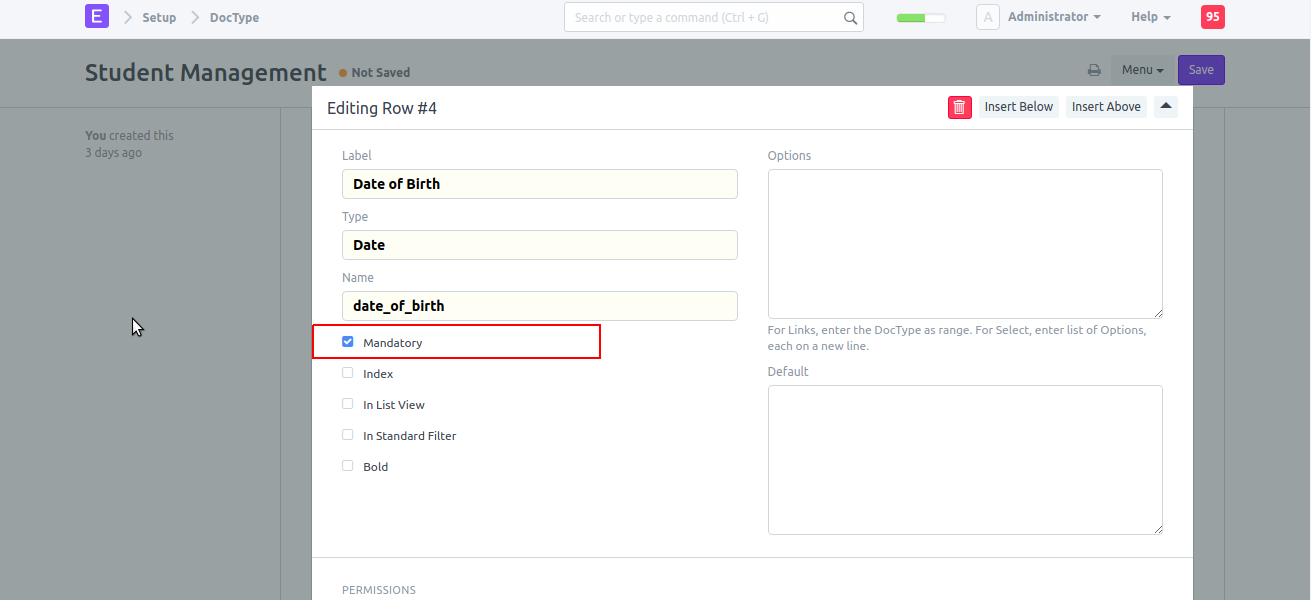 E Setup DocType Search or type a command (Ctrl + G) A Administrator Help 95
Student Management Not Saved Menu Save
You created this
3 days ago
Editing Row #4 Insert Below Insert Above
Label
Date of Birth
Type
Date
Name
date_of_birth
Mandatory
Index
In List View
In Standard Filter
Bold
Options
For Links, enter the DocType as range. For Select, enter list of Options,
each on a new line.
Default
PERMISSIONS